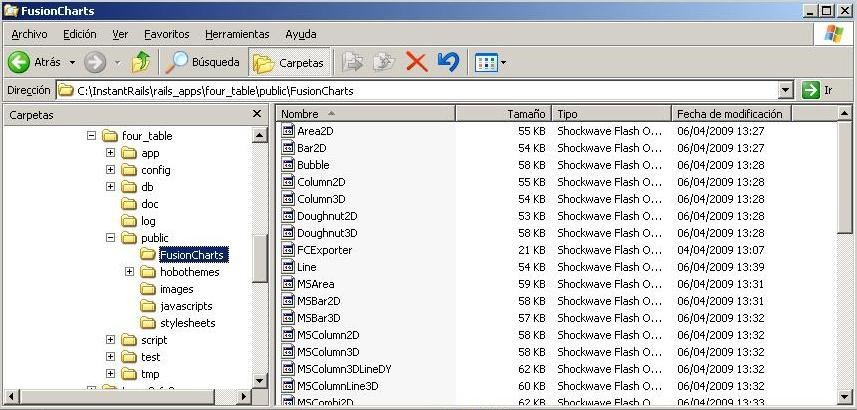 FusionCharts
Archivo Edición Ver Favoritos Herramientas Ayuda
Atrás Búsqueda Carpetas
Dirección C:\InstantRails\rails_apps\four_table\public\FusionCharts Ir
Carpetas
four_table
app
config
db
doc
log
public
FusionCharts
hobothemes
images
javascripts
stylesheets
script
test
tmp
Nombre Tamaño Tipo Fecha de modificación
Area2D 55 KB Shockwave Flash O... 06/04/2009 13:27
Bar2D 54 KB Shockwave Flash O... 06/04/2009 13:27
Bubble 58 KB Shockwave Flash O... 06/04/2009 13:28
Column2D 55 KB Shockwave Flash O... 06/04/2009 13:28
Column3D 54 KB Shockwave Flash O... 06/04/2009 13:28
Doughnut2D 53 KB Shockwave Flash O... 06/04/2009 13:28
Doughnut3D 58 KB Shockwave Flash O... 06/04/2009 13:28
FCExporter 21 KB Shockwave Flash O... 04/04/2009 13:07
Line 54 KB Shockwave Flash O... 06/04/2009 13:39
MSArea 59 KB Shockwave Flash O... 06/04/2009 13:31
MSBar2D 58 KB Shockwave Flash O... 06/04/2009 13:31
MSBar3D 57 KB Shockwave Flash O... 06/04/2009 13:32
MSColumn2D 58 KB Shockwave Flash O... 06/04/2009 13:32
MSColumn3D 58 KB Shockwave Flash O... 06/04/2009 13:32
MSColumn3DLineDY 62 KB Shockwave Flash O... 06/04/2009 13:32
MSColumnLine3D 60 KB Shockwave Flash O... 06/04/2009 13:32
MSCombi2D 62 KB Shockwave Flash O... 06/04/2009 13:33